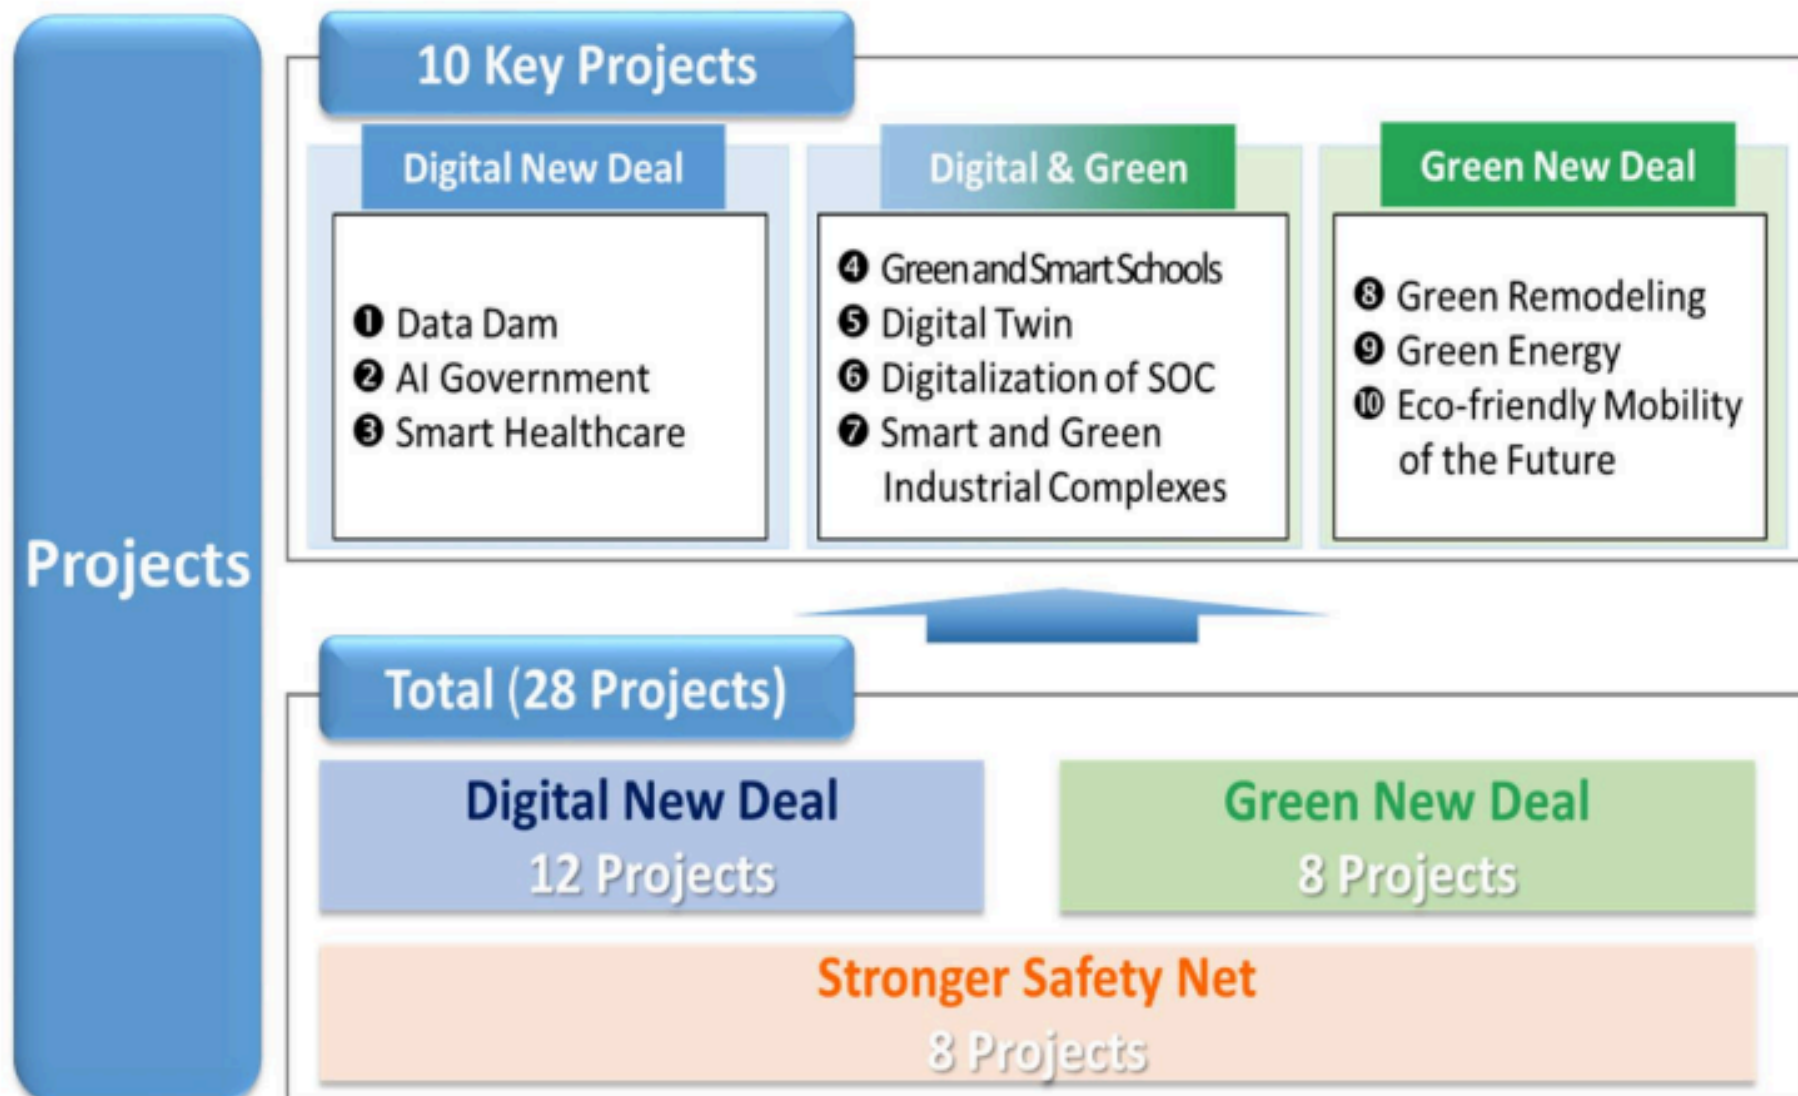 Projects
10 Key Projects
Digital New Deal
❶ Data Dam
❷ AI Government
❸ Smart Healthcare
Digital & Green
❹ Green and Smart Schools
❺ Digital Twin
❻ Digitalization of SOC
❼ Smart and Green
Industrial Complexes
Green New Deal
❽ Green Remodeling
❾ Green Energy
❿ Eco-friendly Mobility
of the Future
Total (28 Projects)
Digital New Deal
12 Projects
Green New Deal
8 Projects
Stronger Safety Net
8 Projects